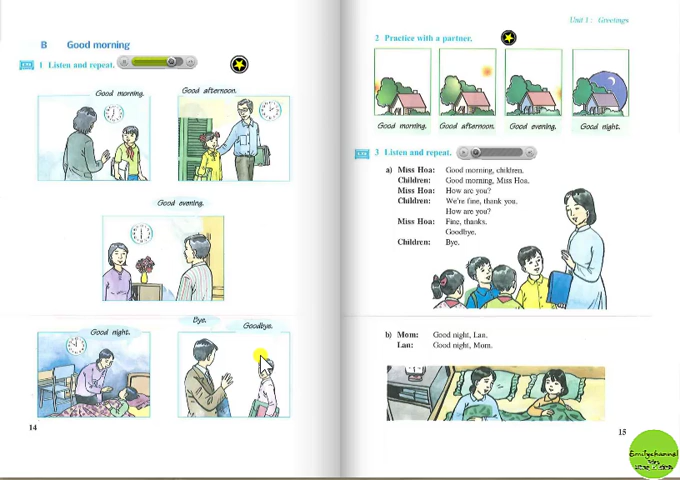 B Good morning
1 Listen and repeat.
Good morning.
Good afternoon.
Good evening.
Good night.
Bye.
Goodbye.
14
Unit 1 : Greetings
2 Practice with a partner.
Good morning.
Good afternoon.
Good evening.
Good night.
3 Listen and repeat.
a) Miss Hoa: Good morning, children.
Children: Good morning, Miss Hoa.
Miss Hoa: How are you?
Children: We're fine, thank you.
How are you?
Miss Hoa: Fine, thanks.
Goodbye.
Children: Bye.
b) Mom: Good night, Lan.
Lan: Good night, Mom.
15
Emilychannel